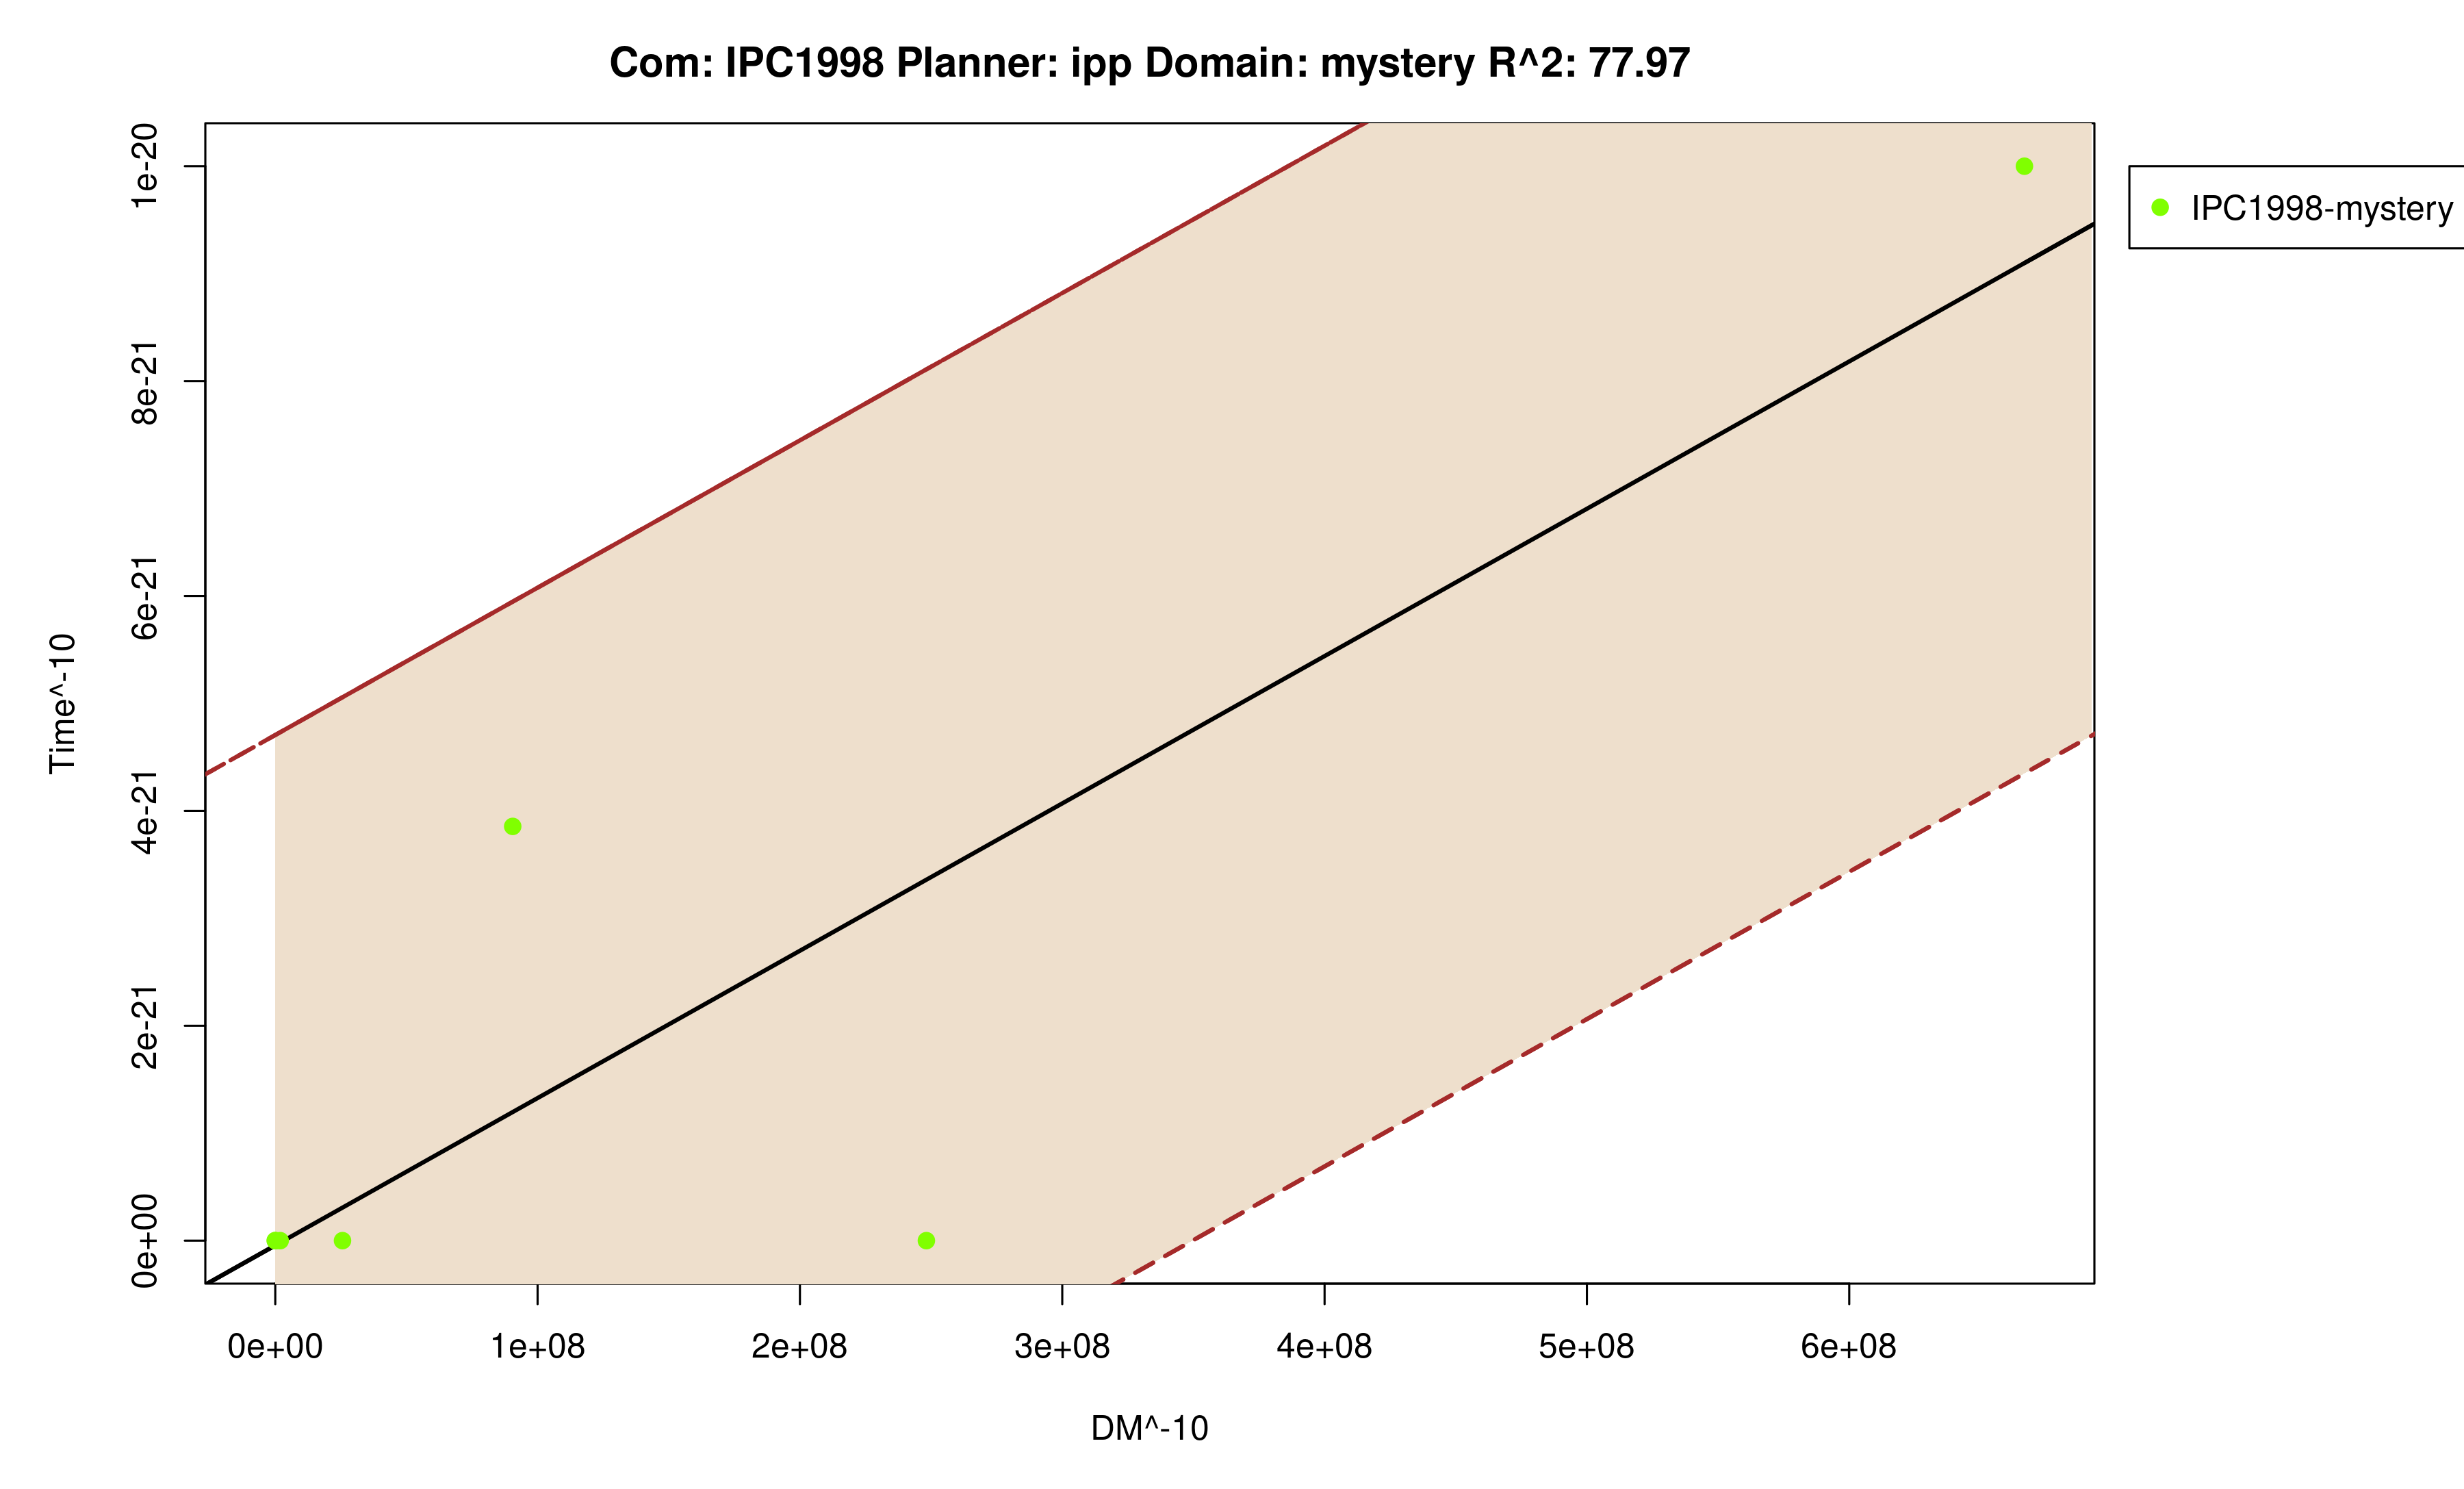 Com: IPC1998 Planner: ipp Domain: mystery R^2: 77.97
1e-20
8e-21
6e-21
4e-21
2e-21
0e+00
Time^-10
IPC1998-mystery
0e+00 1e+08 2e+08 3e+08 4e+08 5e+08 6e+08
DM^-10